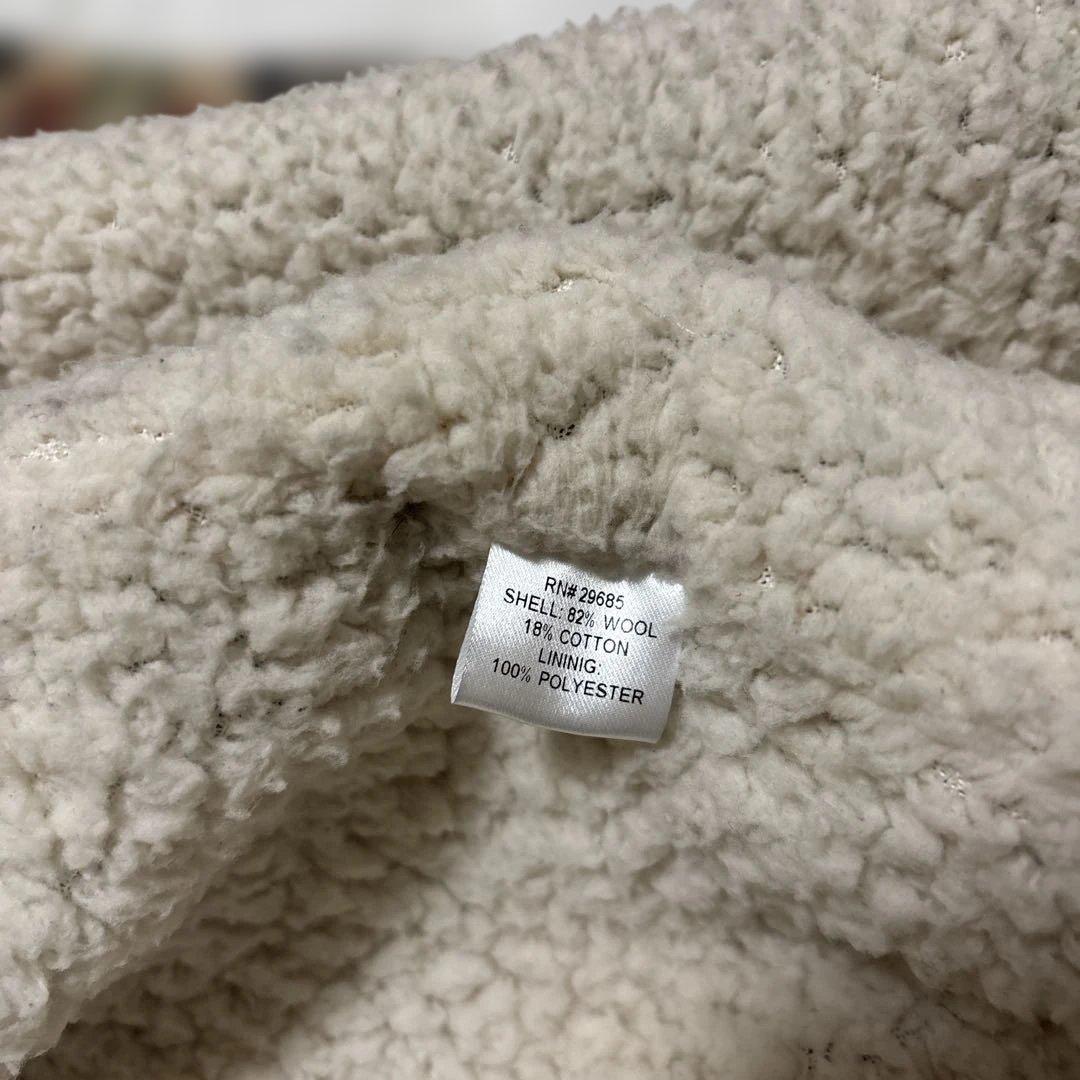 RN# 29685
SHELL: 82% WOOL
18% COTTON
LININIG:
100% POLYESTER